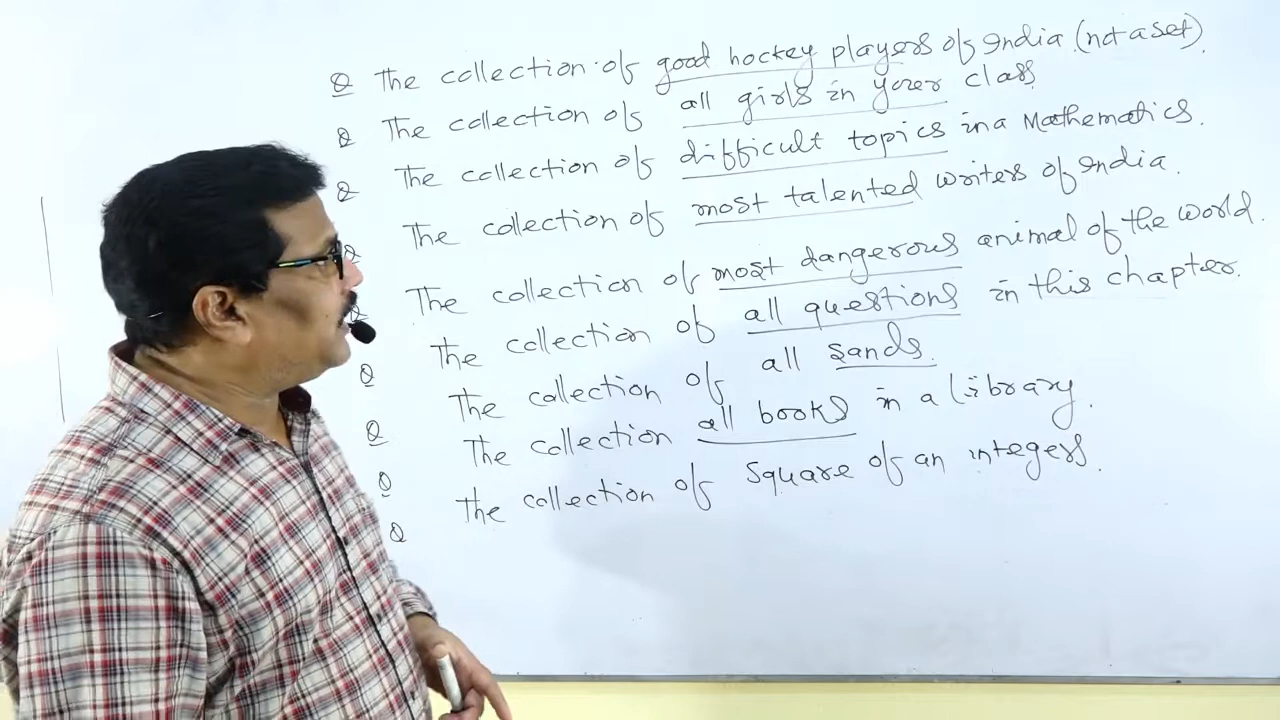 Q The collection of good hockey players of India (not a set).
Q The collection of all girls in your class.
Q The collection of difficult topics in a Mathematics.
Q The collection of most talented writers of India.
Q The collection of most dangerous animal of the world.
Q The collection of all questions in this chapter.
Q The collection of all sands.
Q The collection all books in a library.
Q The collection of square of an integers.